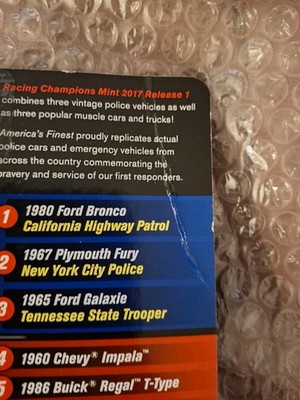 Racing Champions Mint 2017 Release 1
combines three vintage police vehicles as well
as three popular muscle cars and trucks!
America's Finest proudly replicates actual
police cars and emergency vehicles from
across the country commemorating the
bravery and service of our first responders.
1 1980 Ford Bronco
California Highway Patrol
2 1967 Plymouth Fury
New York City Police
3 1965 Ford Galaxie
Tennessee State Trooper
4 1960 Chevy® Impala™
5 1986 Buick® Regal™ T-Type